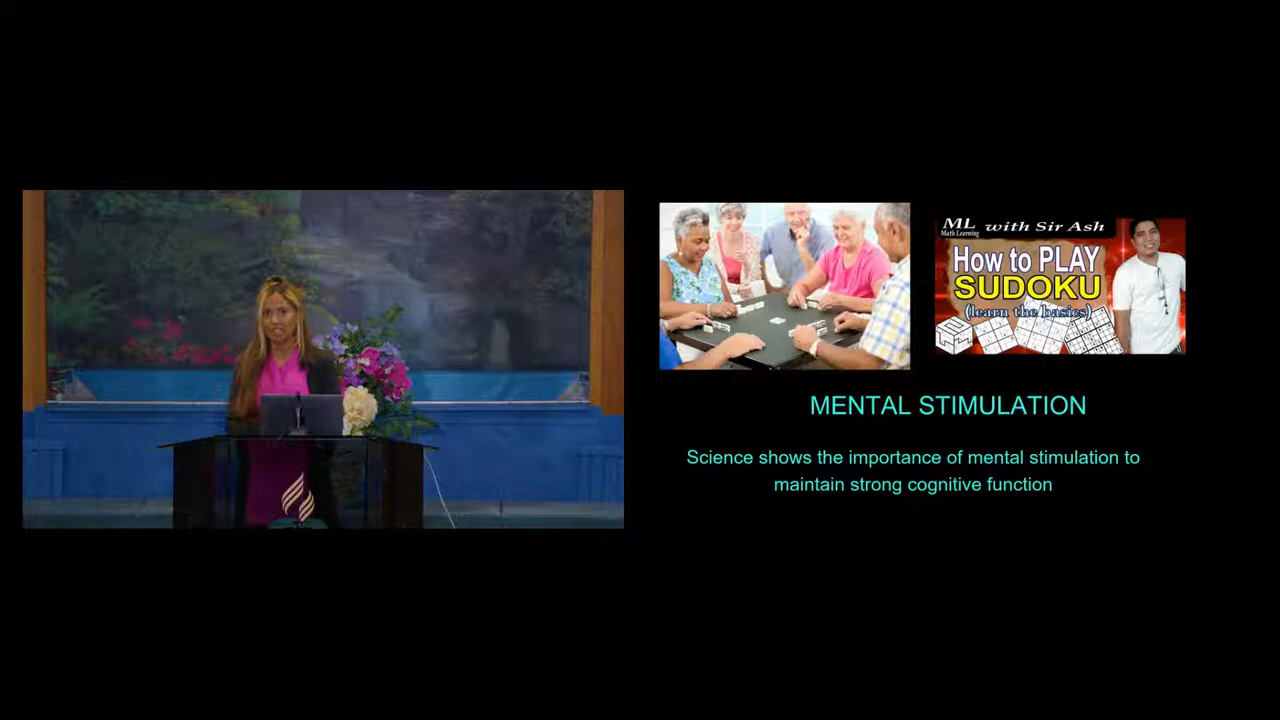 ML with Sir Ash
Math Learning
How to PLAY
SUDOKU
(learn the basics)
MENTAL STIMULATION
Science shows the importance of mental stimulation to
maintain strong cognitive function